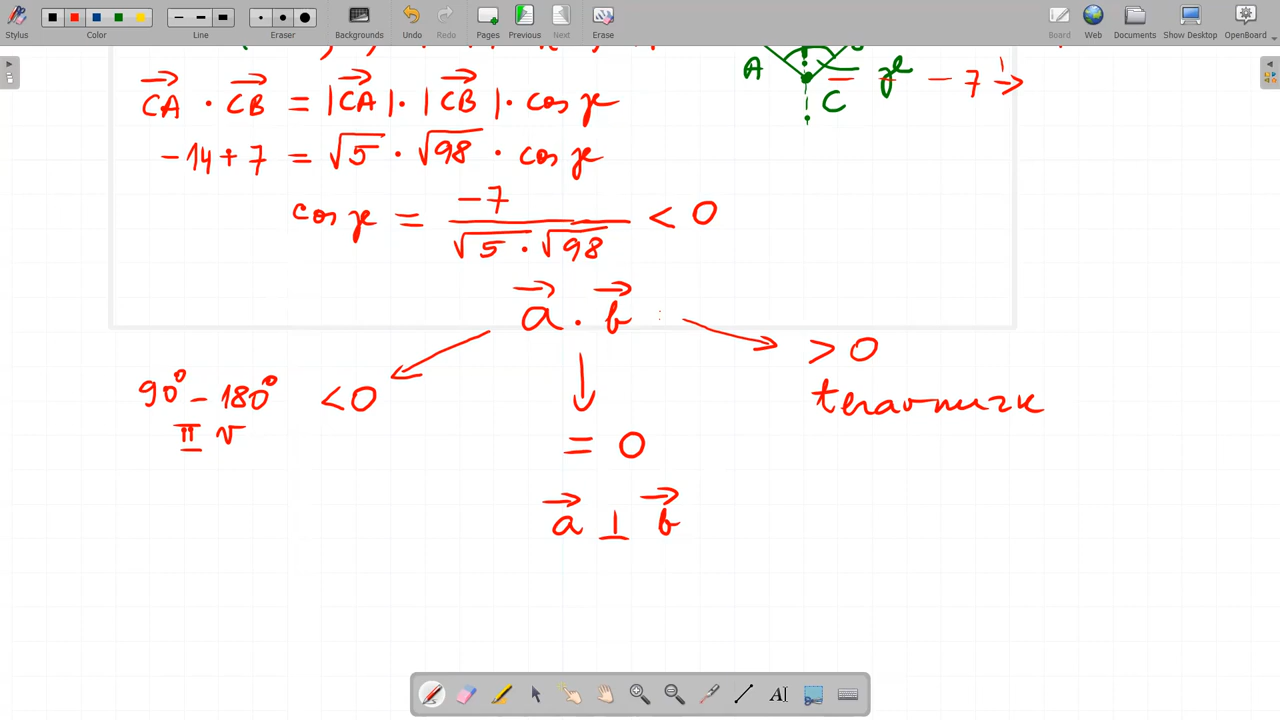 Stylus Color Line Eraser Backgrounds Undo Redo Pages Previous Next Erase Board Web Documents Show Desktop OpenBoard
A C γ - 7
CA · CB = |CA| · |CB| · cos γ
-14 + 7 = √5 · √98 · cos γ
cos γ = -7 / (√5 · √98) < 0
a · b
90° - 180° < 0
II v
= 0
a ⊥ b
> 0
teravnurk